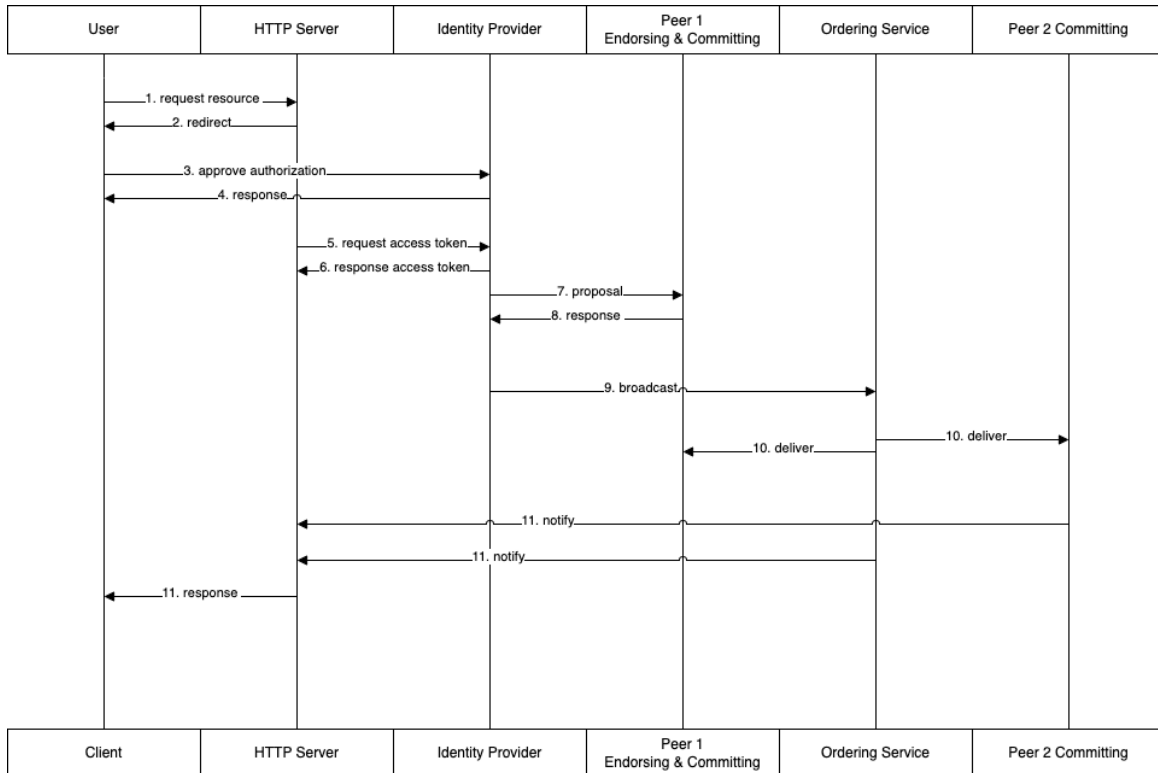 User
HTTP Server
Identity Provider
Peer 1
Endorsing & Committing
Ordering Service
Peer 2 Committing
1. request resource
2. redirect
3. approve authorization
4. response
5. request access token
6. response access token
7. proposal
8. response
9. broadcast
10. deliver
10. deliver
11. notify
11. notify
11. response
Client
HTTP Server
Identity Provider
Peer 1
Endorsing & Committing
Ordering Service
Peer 2 Committing